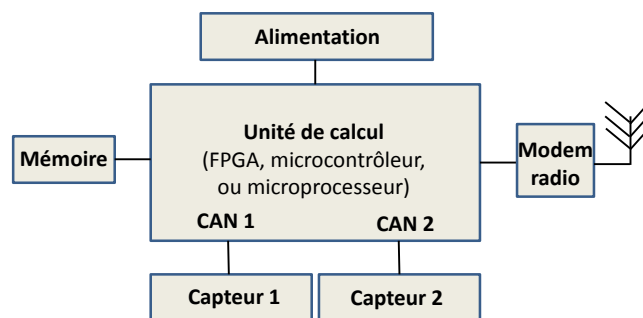 Alimentation
Unité de calcul
(FPGA, microcontrôleur,
ou microprocesseur)
Mémoire
Modem
radio
CAN 1
CAN 2
Capteur 1
Capteur 2